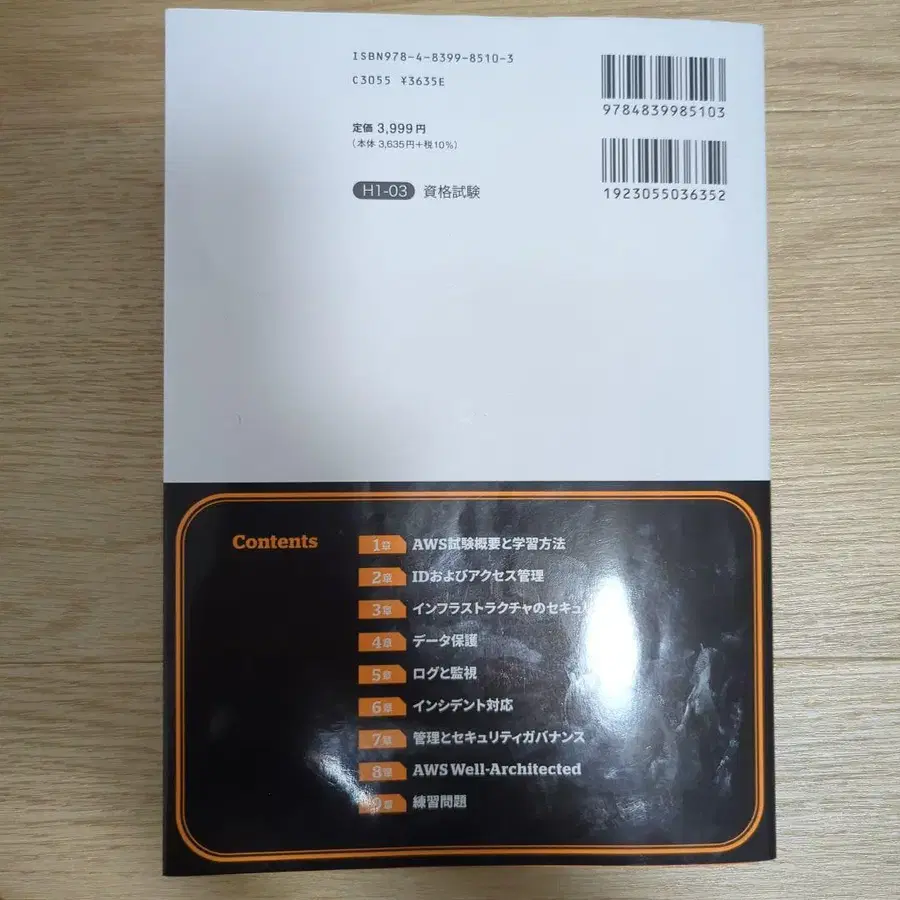 ISBN978-4-8399-8510-3
C3055 ¥3635E
9784839985103
定価 3,999円
(本体 3,635円+税10%)
1923055036352
H1-03 資格試験
Contents
1章 AWS試験概要と学習方法
2章 IDおよびアクセス管理
3章 インフラストラクチャのセキュ
4章 データ保護
5章 ログと監視
6章 インシデント対応
7章 管理とセキュリティガバナンス
8章 AWS Well-Architected
9章 練習問題